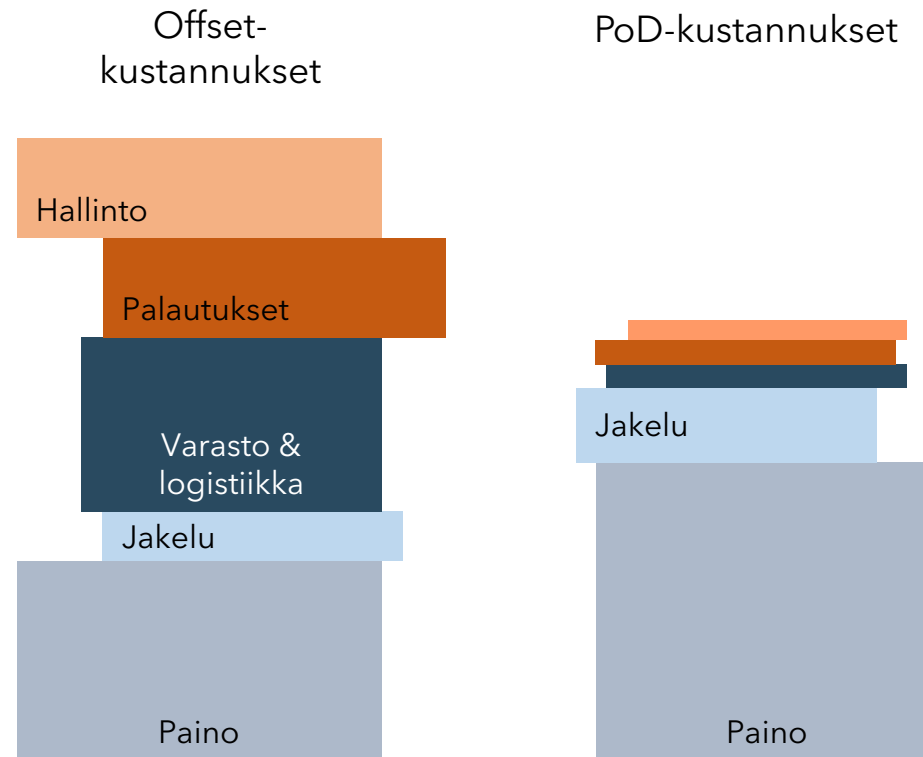 Offset-
kustannukset
Hallinto
Palautukset
Varasto &
logistiikka
Jakelu
Paino
PoD-kustannukset
Jakelu
Paino